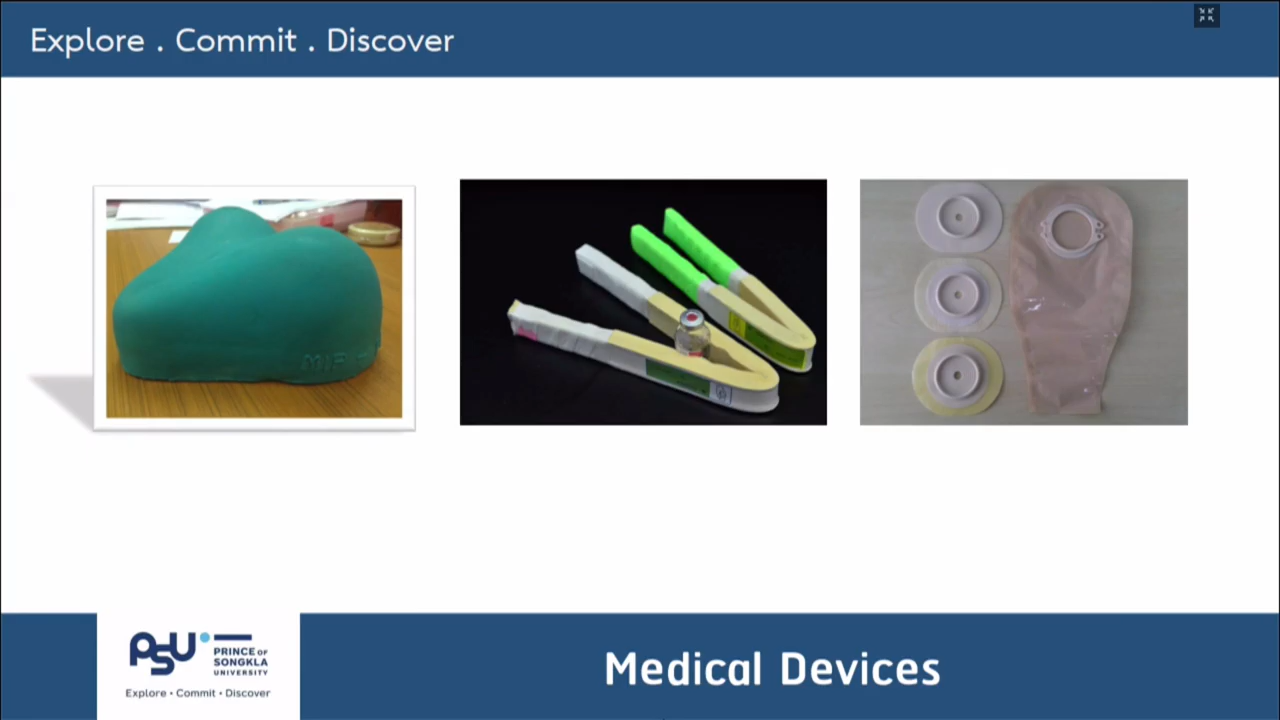 Explore . Commit . Discover
PSU
PRINCE OF
SONGKLA
UNIVERSITY
Explore • Commit • Discover
Medical Devices